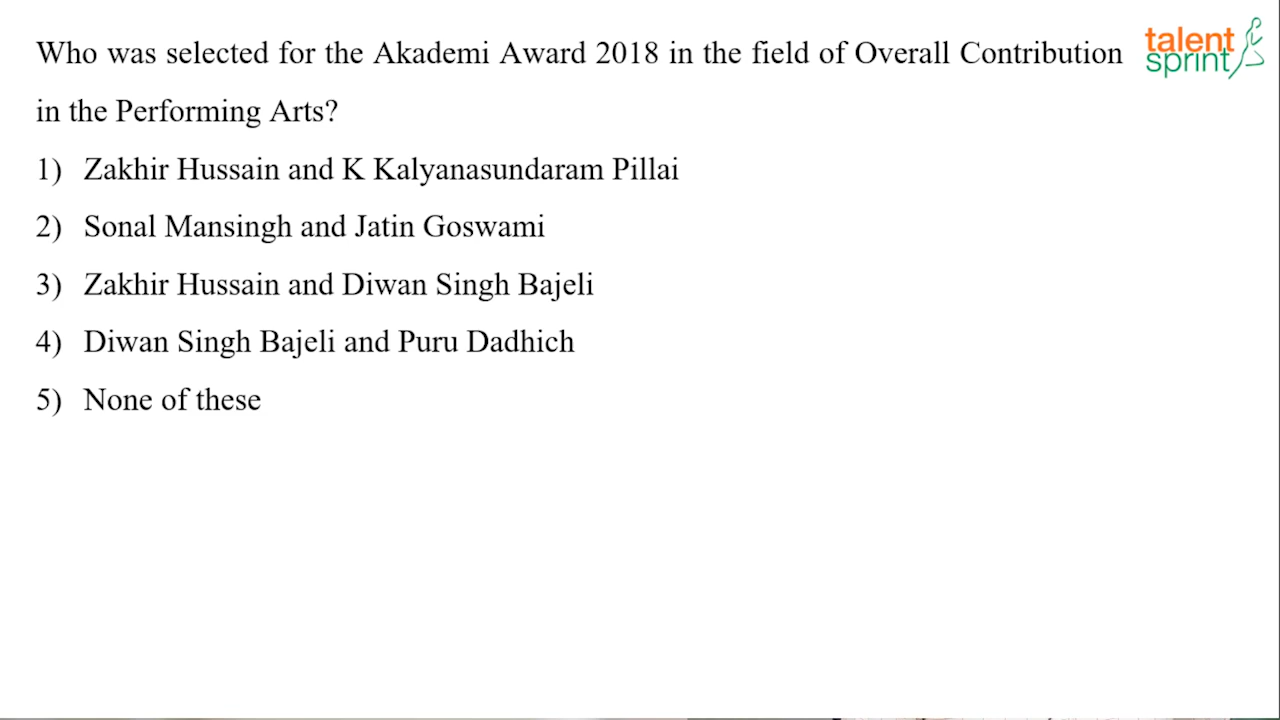 Who was selected for the Akademi Award 2018 in the field of Overall Contribution
in the Performing Arts?
1) Zakhir Hussain and K Kalyanasundaram Pillai
2) Sonal Mansingh and Jatin Goswami
3) Zakhir Hussain and Diwan Singh Bajeli
4) Diwan Singh Bajeli and Puru Dadhich
5) None of these
talent
sprint